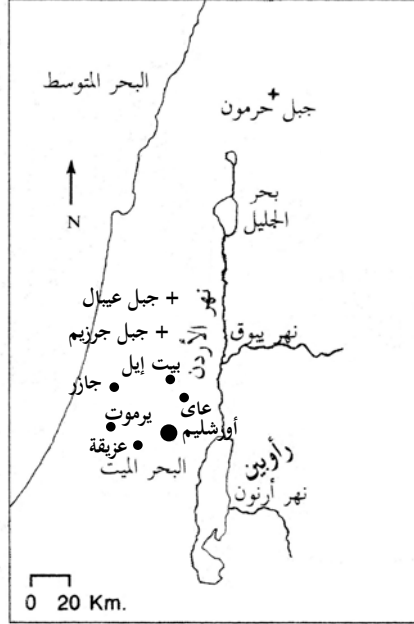 البحر المتوسط
جبل حرمون
N
بحر
الجليل
جبل عيبال
نهر الأردن
جبل جرزيم
نهر يبوق
بيت إيل
جازر
عاى
يرموت
أورشليم
عزيقة
البحر الميت
رأوبين
نهر أرنون
0 20 Km.